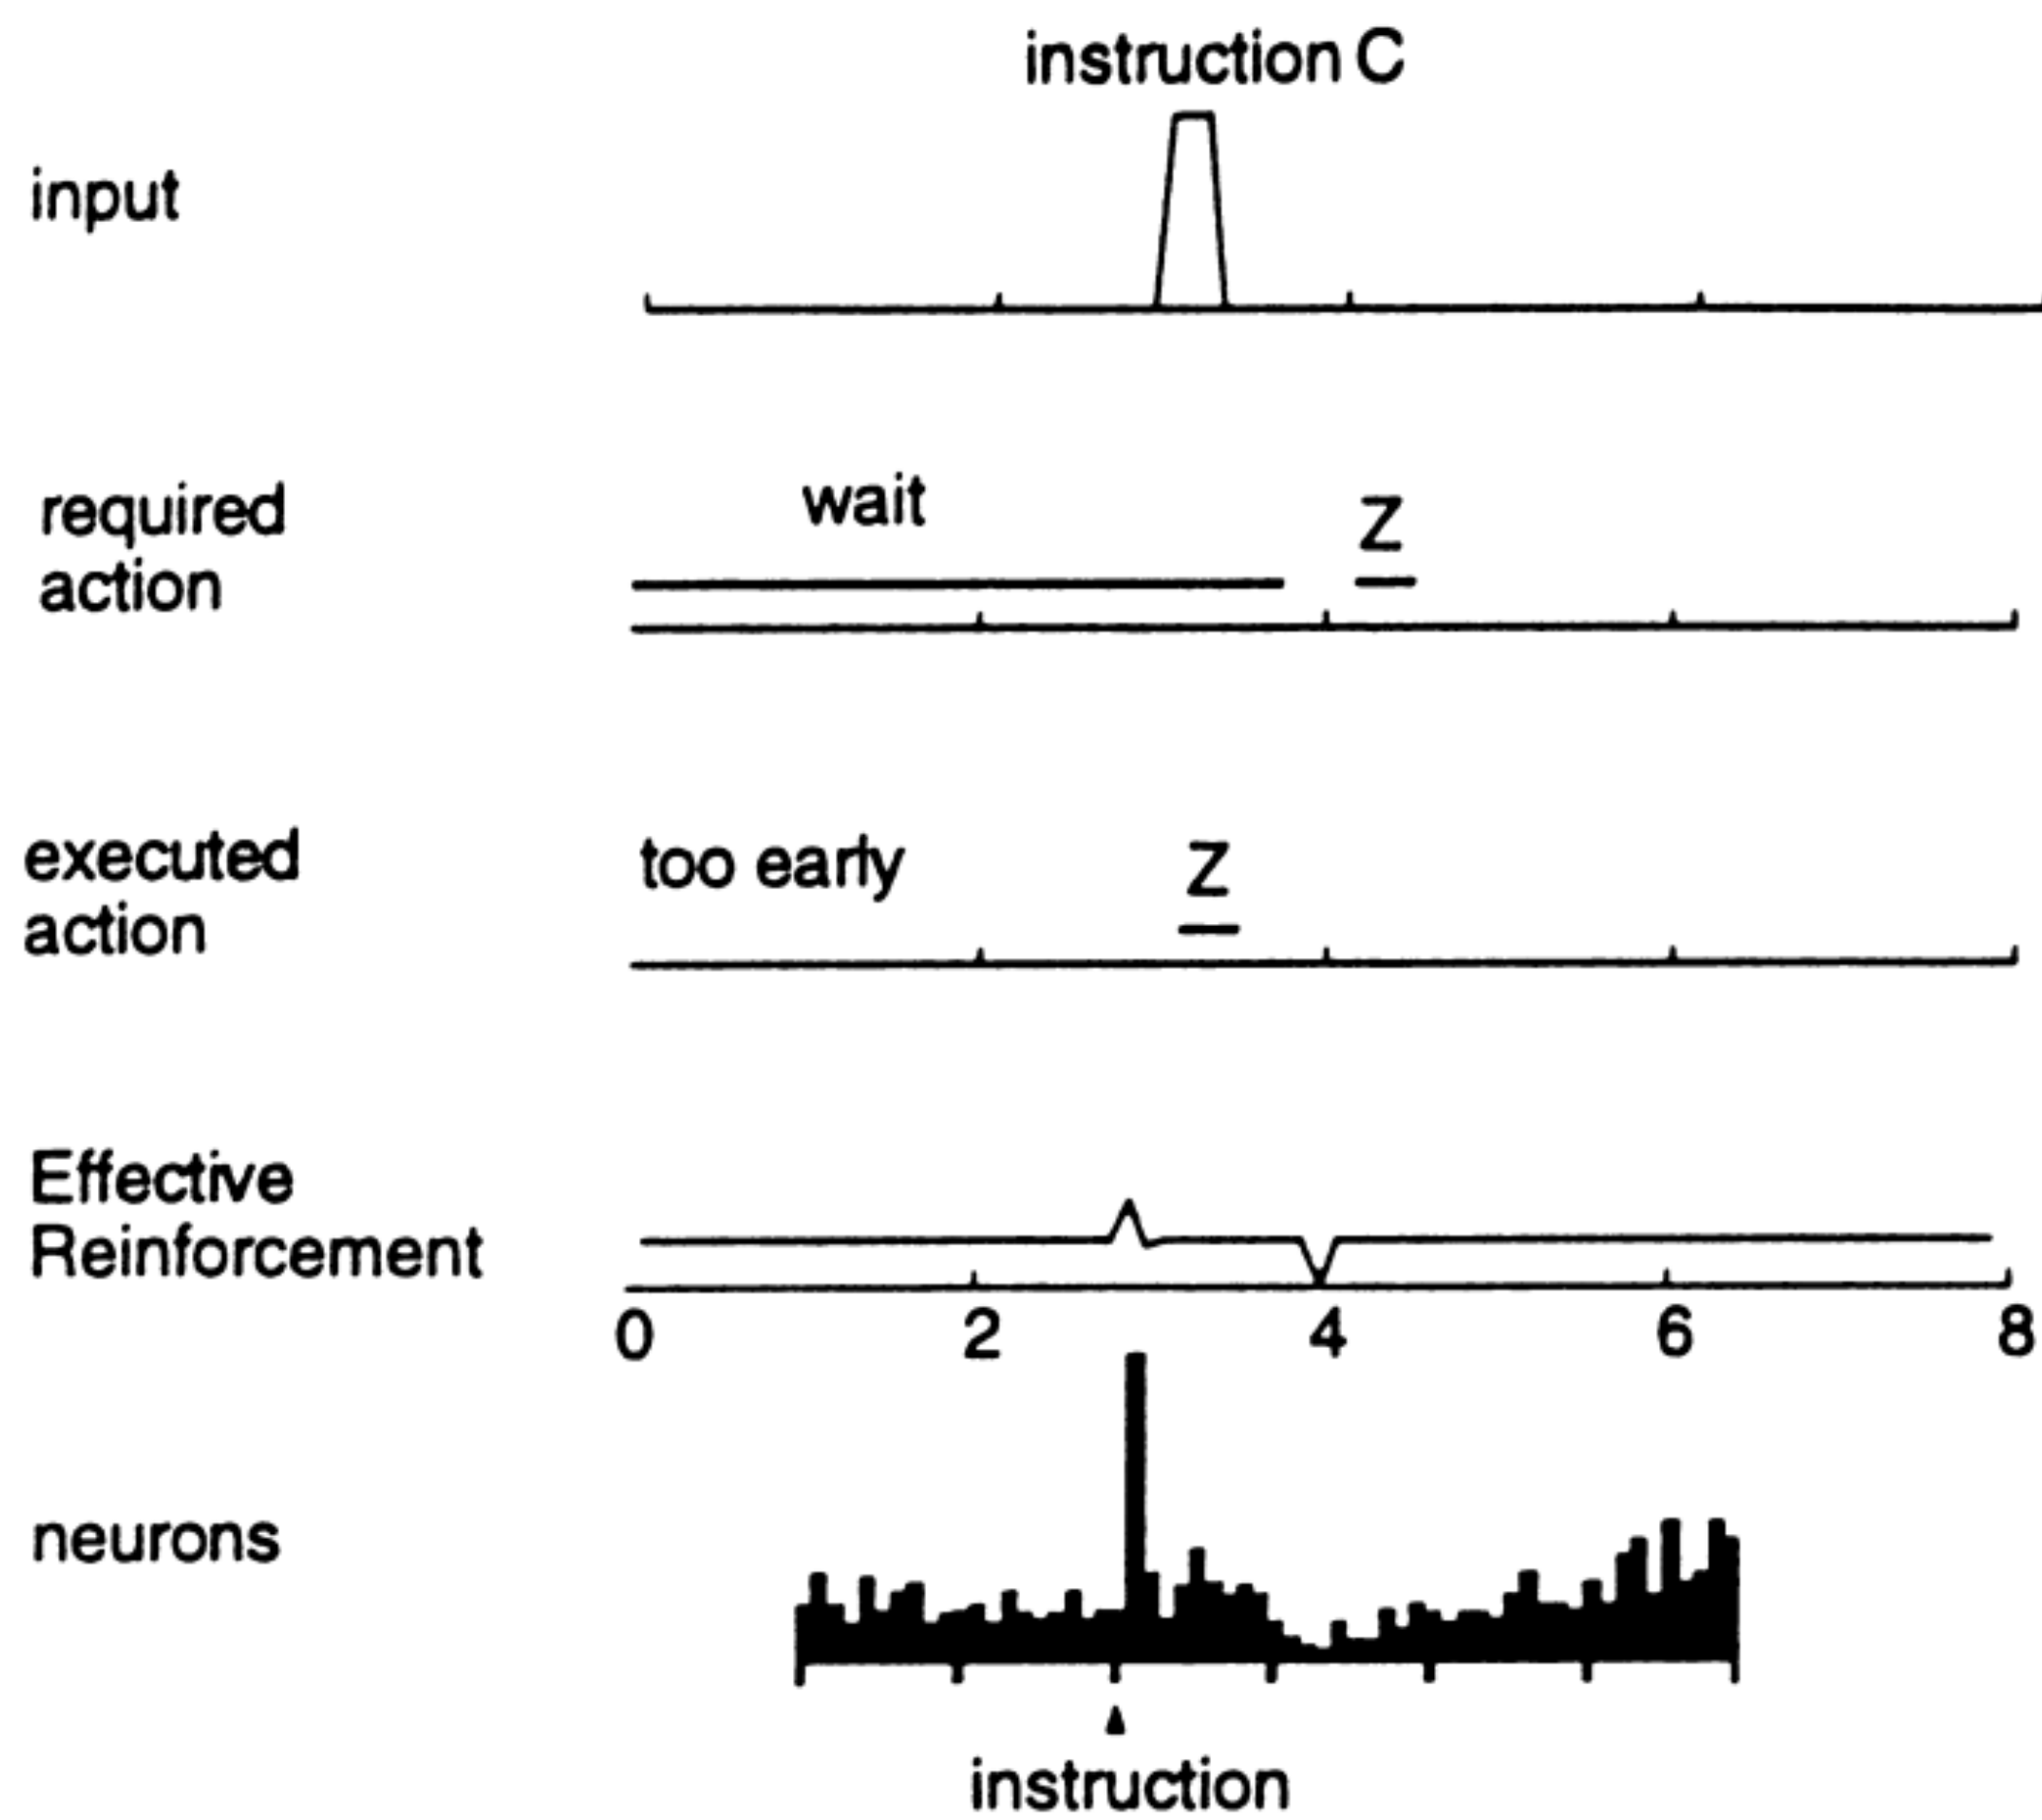 instruction C
input
wait
Z
required
action
too early
Z
executed
action
Effective
Reinforcement
0 2 4 6 8
neurons
instruction